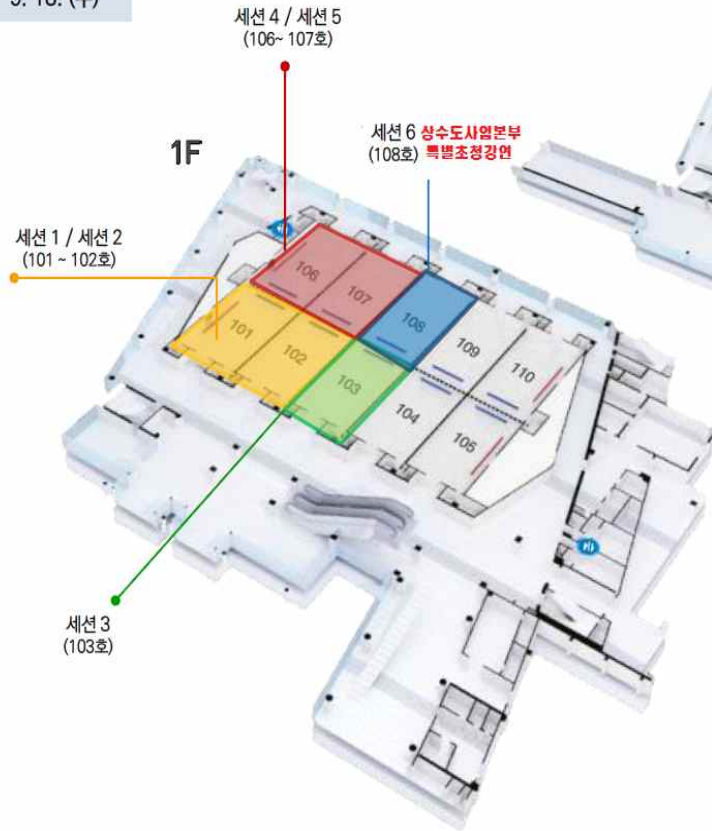 세션 4 / 세션 5
(106~ 107호)
세션 6 상수도사업본부
(108호) 특별초청강연
1F
세션 1 / 세션 2
(101 ~ 102호)
106
107
108
109
110
101
102
103
104
105
세션 3
(103호)